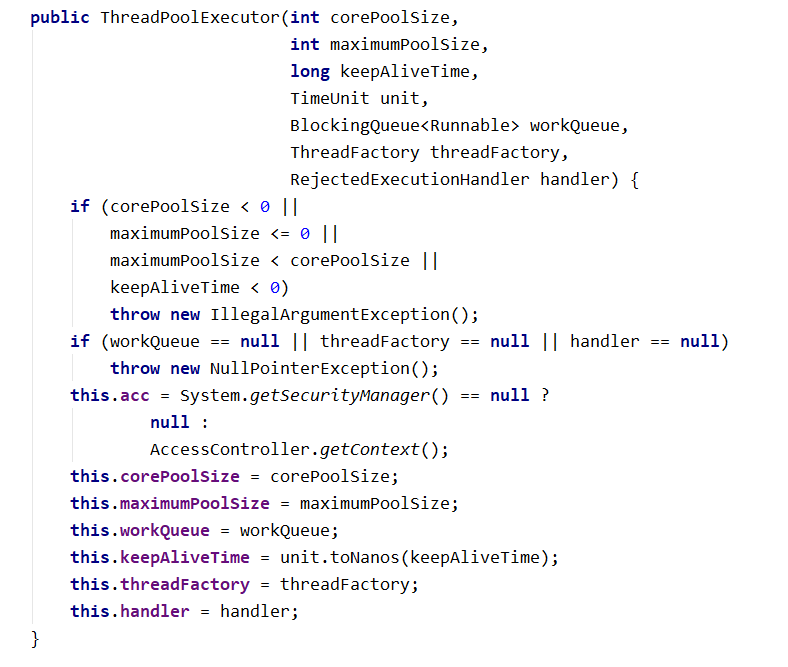 public ThreadPoolExecutor(int corePoolSize,
                          int maximumPoolSize,
                          long keepAliveTime,
                          TimeUnit unit,
                          BlockingQueue<Runnable> workQueue,
                          ThreadFactory threadFactory,
                          RejectedExecutionHandler handler) {
    if (corePoolSize < 0 ||
        maximumPoolSize <= 0 ||
        maximumPoolSize < corePoolSize ||
        keepAliveTime < 0)
        throw new IllegalArgumentException();
    if (workQueue == null || threadFactory == null || handler == null)
        throw new NullPointerException();
    this.acc = System.getSecurityManager() == null ?
            null :
            AccessController.getContext();
    this.corePoolSize = corePoolSize;
    this.maximumPoolSize = maximumPoolSize;
    this.workQueue = workQueue;
    this.keepAliveTime = unit.toNanos(keepAliveTime);
    this.threadFactory = threadFactory;
    this.handler = handler;
}